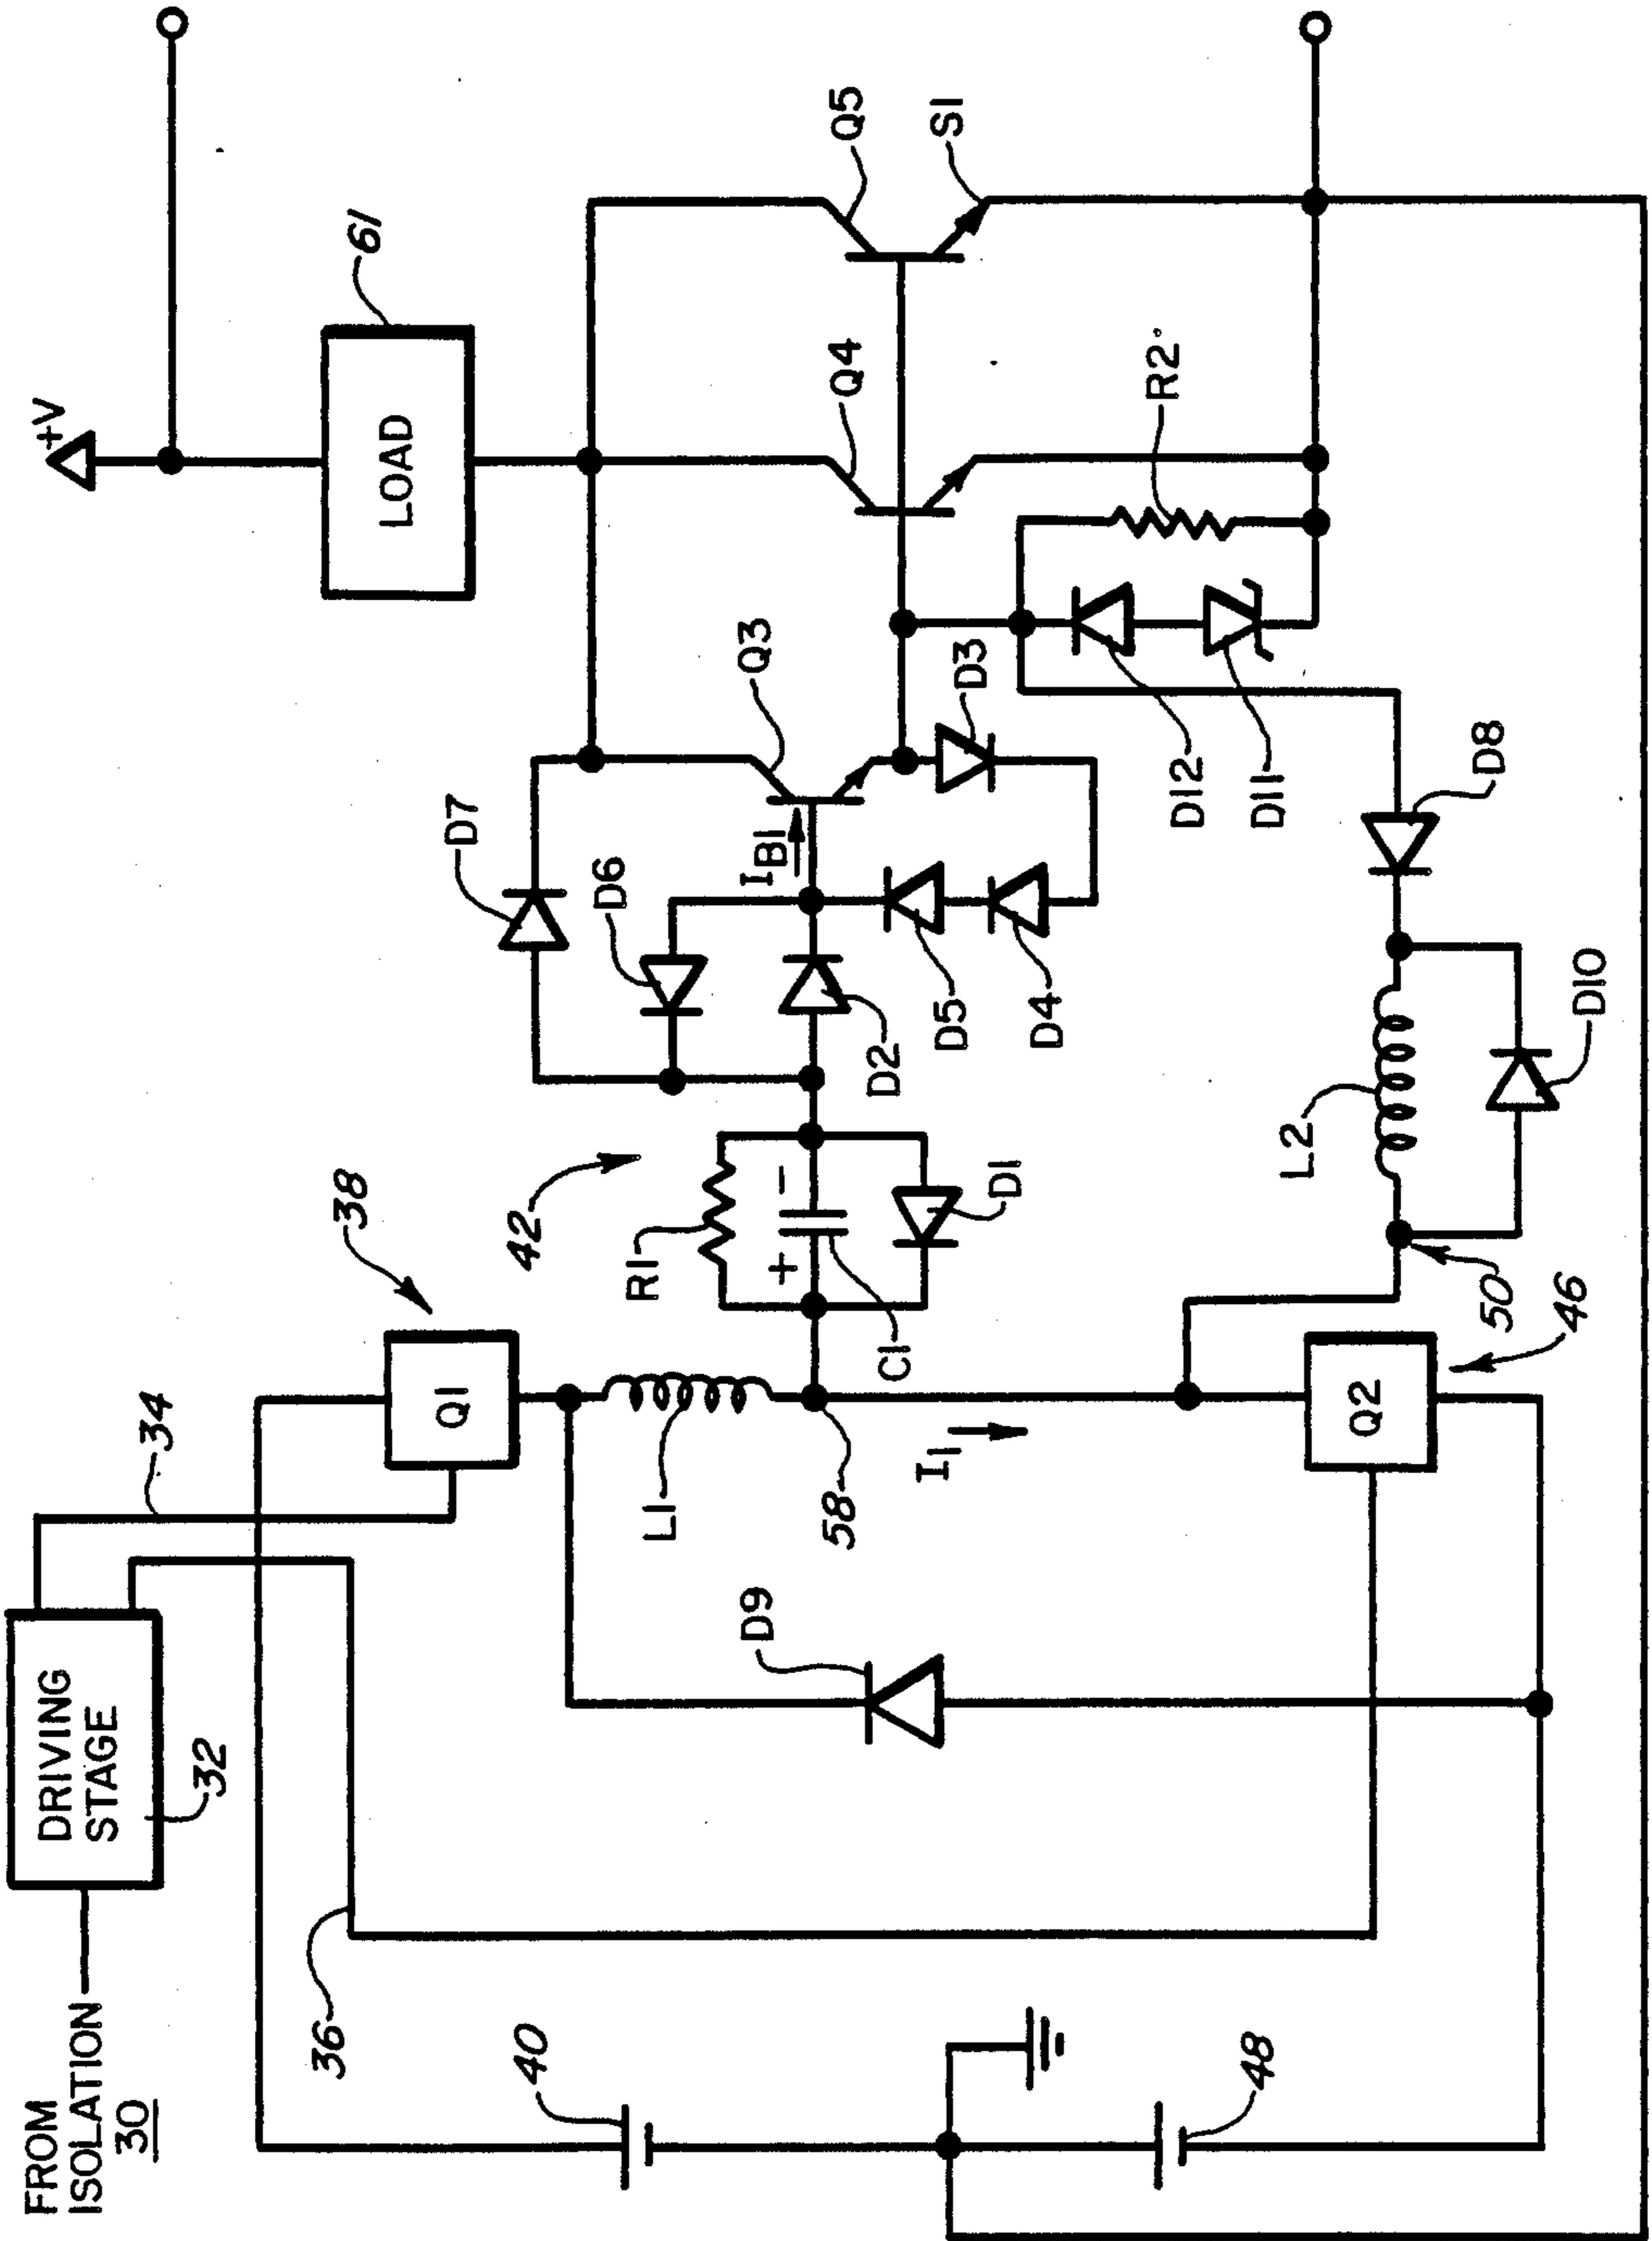 FROM
ISOLATION
30
DRIVING
STAGE
32
34
36
38
40
42
46
48
50
58
61
+V
LOAD
Q1
Q2
Q3
Q4
Q5
S1
L1
L2
I1
IB1
R1
R2
C1
+
−
D1
D2
D3
D4
D5
D6
D7
D8
D9
D10
D11
D12